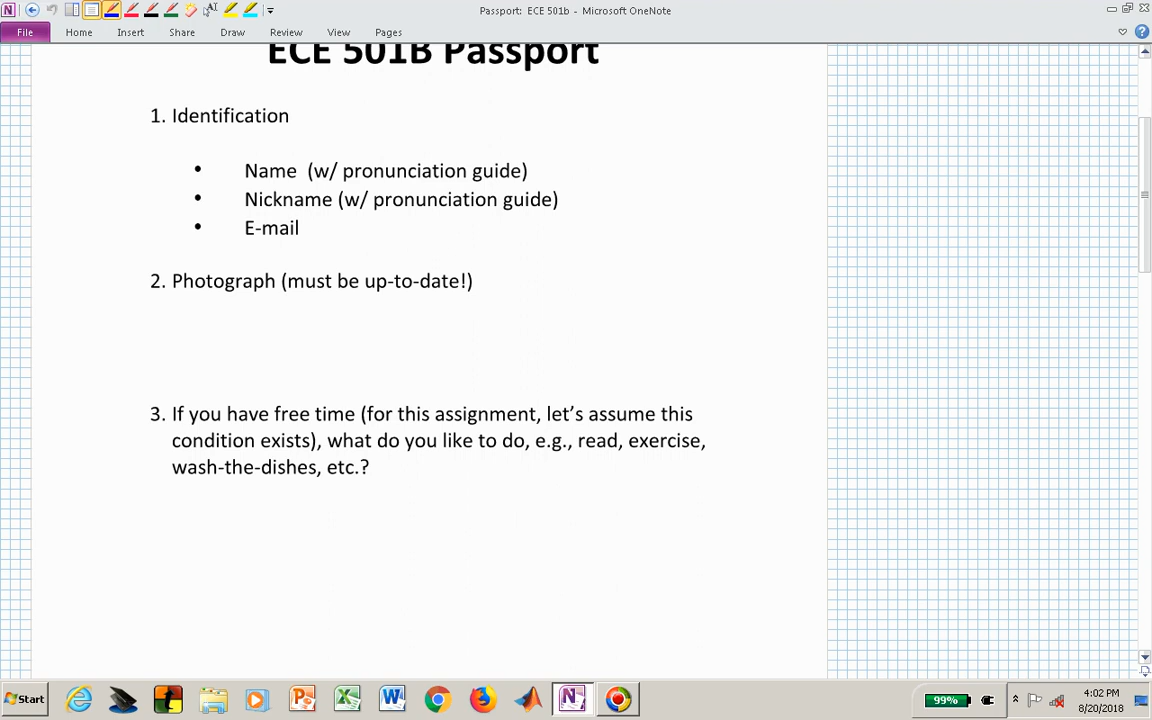 Passport: ECE 501b - Microsoft OneNote
File Home Insert Share Draw Review View Pages
ECE 501B Passport
1. Identification
• Name (w/ pronunciation guide)
• Nickname (w/ pronunciation guide)
• E-mail
2. Photograph (must be up-to-date!)
3. If you have free time (for this assignment, let's assume this
condition exists), what do you like to do, e.g., read, exercise,
wash-the-dishes, etc.?
Start
99%
4:02 PM
8/20/2018